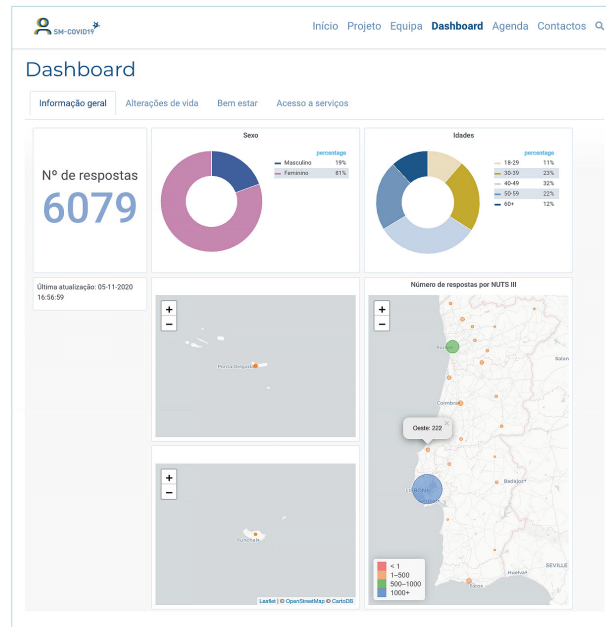 SM-COVID19
Início Projeto Equipa Dashboard Agenda Contactos
Dashboard
Informação geral Alterações de vida Bem estar Acesso a serviços
Nº de respostas
6079
Sexo
percentage
Masculino 19%
Feminino 81%
Idades
percentage
18-29 11%
30-39 23%
40-49 32%
50-59 22%
60+ 12%
Última atualização: 05-11-2020
16:56:59
+
−
Ponta Delgada
+
−
Funchal
Leaflet | © OpenStreetMap © CartoDB
Número de respostas por NUTS III
+
−
Porto
Coimbra
Oeste: 222 ×
Badajoz
SEVILLE
Huelva
Faro
< 1
1–500
500–1000
1000+